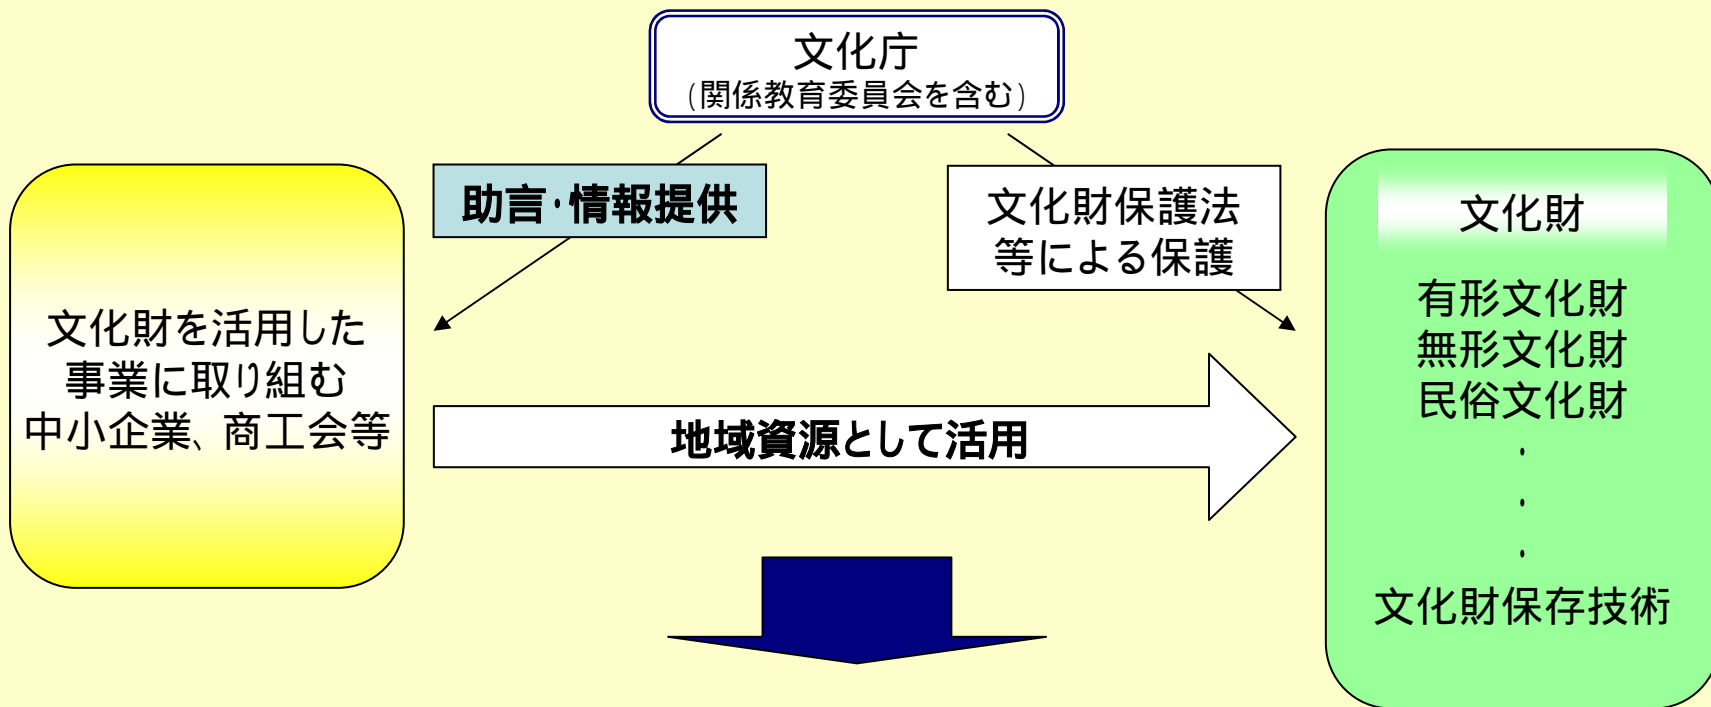 文化庁
(関係教育委員会を含む)
助言・情報提供
文化財保護法
等による保護
文化財を活用した
事業に取り組む
中小企業、商工会等
地域資源として活用
文化財
有形文化財
無形文化財
民俗文化財
・
・
・
文化財保存技術